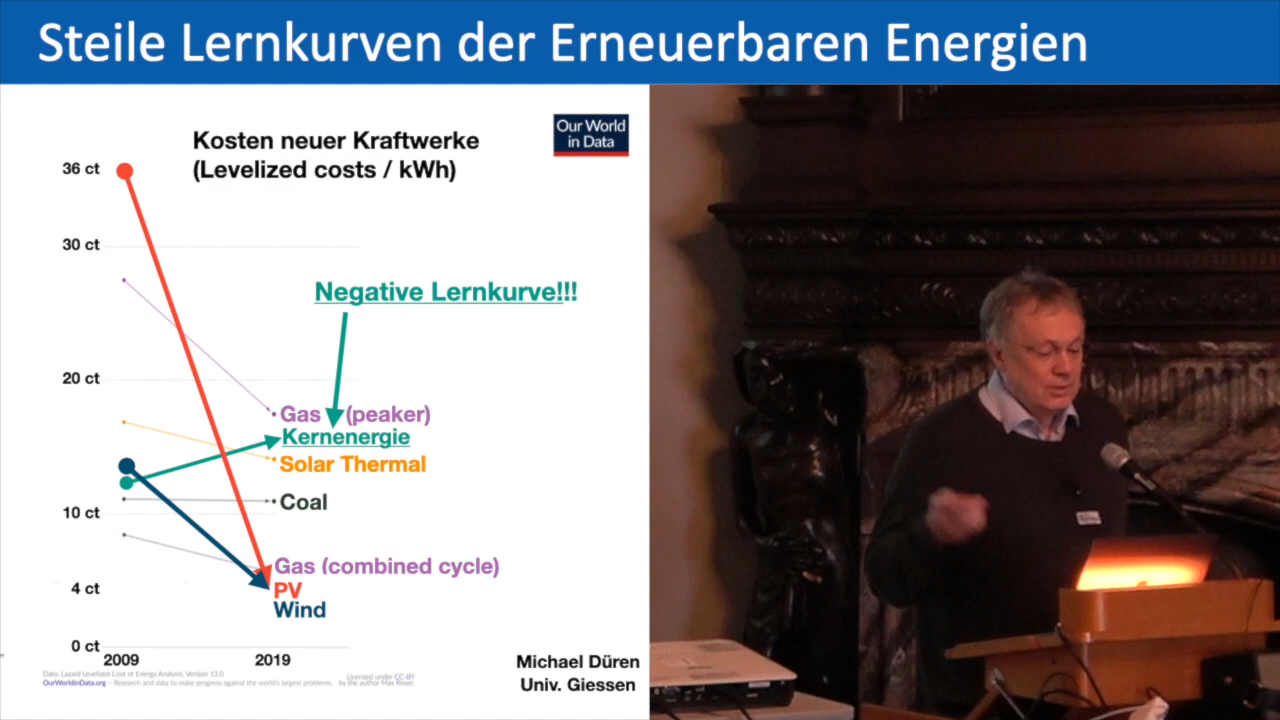 Steile Lernkurven der Erneuerbaren Energien
Kosten neuer Kraftwerke
(Levelized costs / kWh)
Our World
in Data
36 ct
30 ct
Negative Lernkurve!!!
20 ct
Gas (peaker)
Kernenergie
Solar Thermal
Coal
10 ct
Gas (combined cycle)
4 ct
PV
Wind
0 ct
2009
2019
Data: Lazard Levelized Cost of Energy Analysis, Version 13.0
OurWorldinData.org – Research and data to make progress against the world's largest problems.
Licensed under CC-BY
by the author Max Roser.
Michael Düren
Univ. Giessen